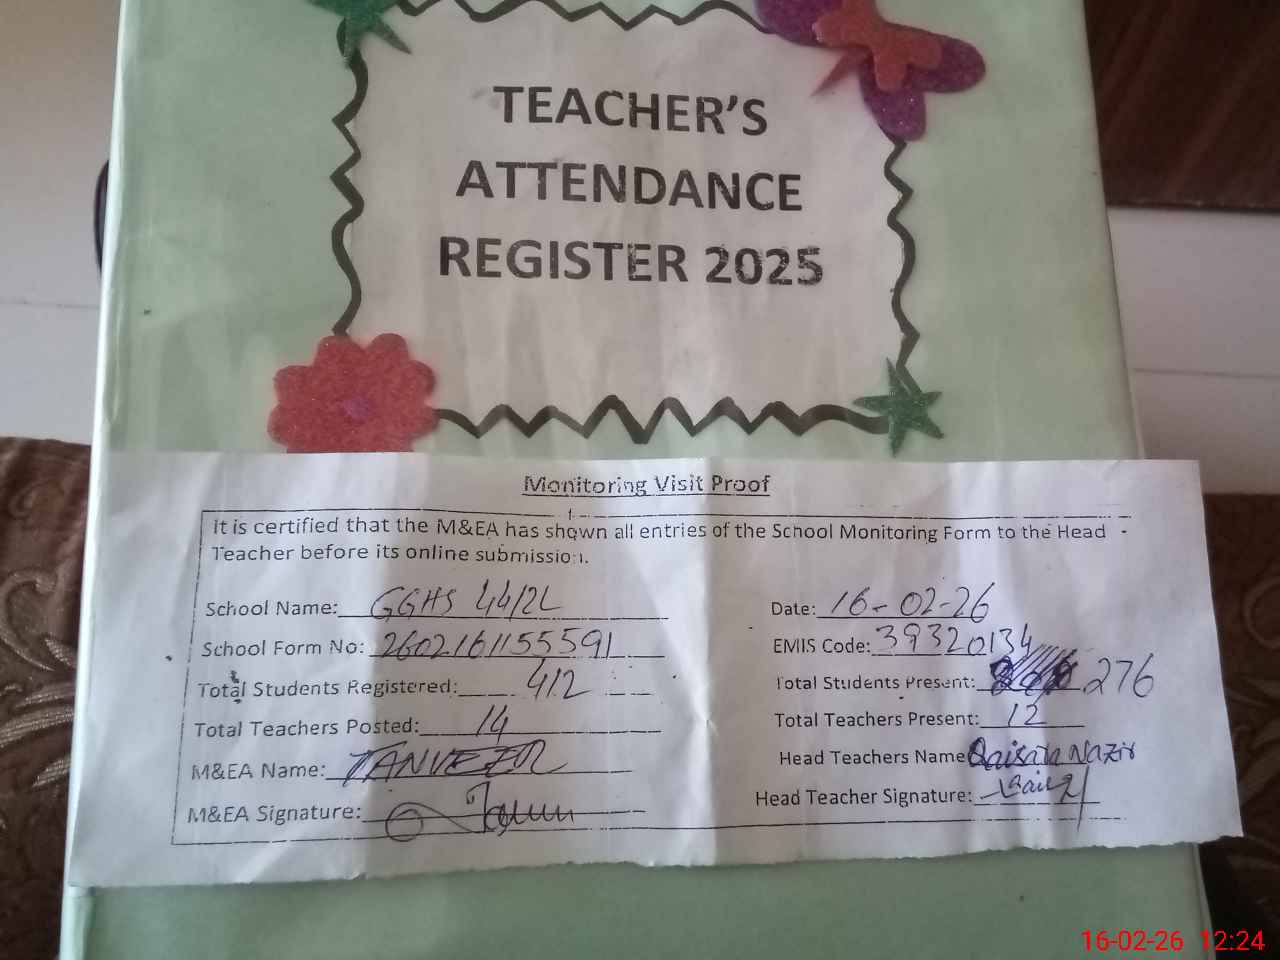 TEACHER'S
ATTENDANCE
REGISTER 2025
Monitoring Visit Proof
It is certified that the M&EA has shown all entries of the School Monitoring Form to the Head
Teacher before its online submission.
School Name: GGHS 44/2L
Date: 16-02-26
School Form No: 2602161155591
EMIS Code: 39320134
Total Students Registered: 412
Total Students Present: 276
Total Teachers Posted: 14
Total Teachers Present: 12
M&EA Name: TANVEER
Head Teachers Name Qaisara Nazir
M&EA Signature:
Head Teacher Signature:
16-02-26 12:24